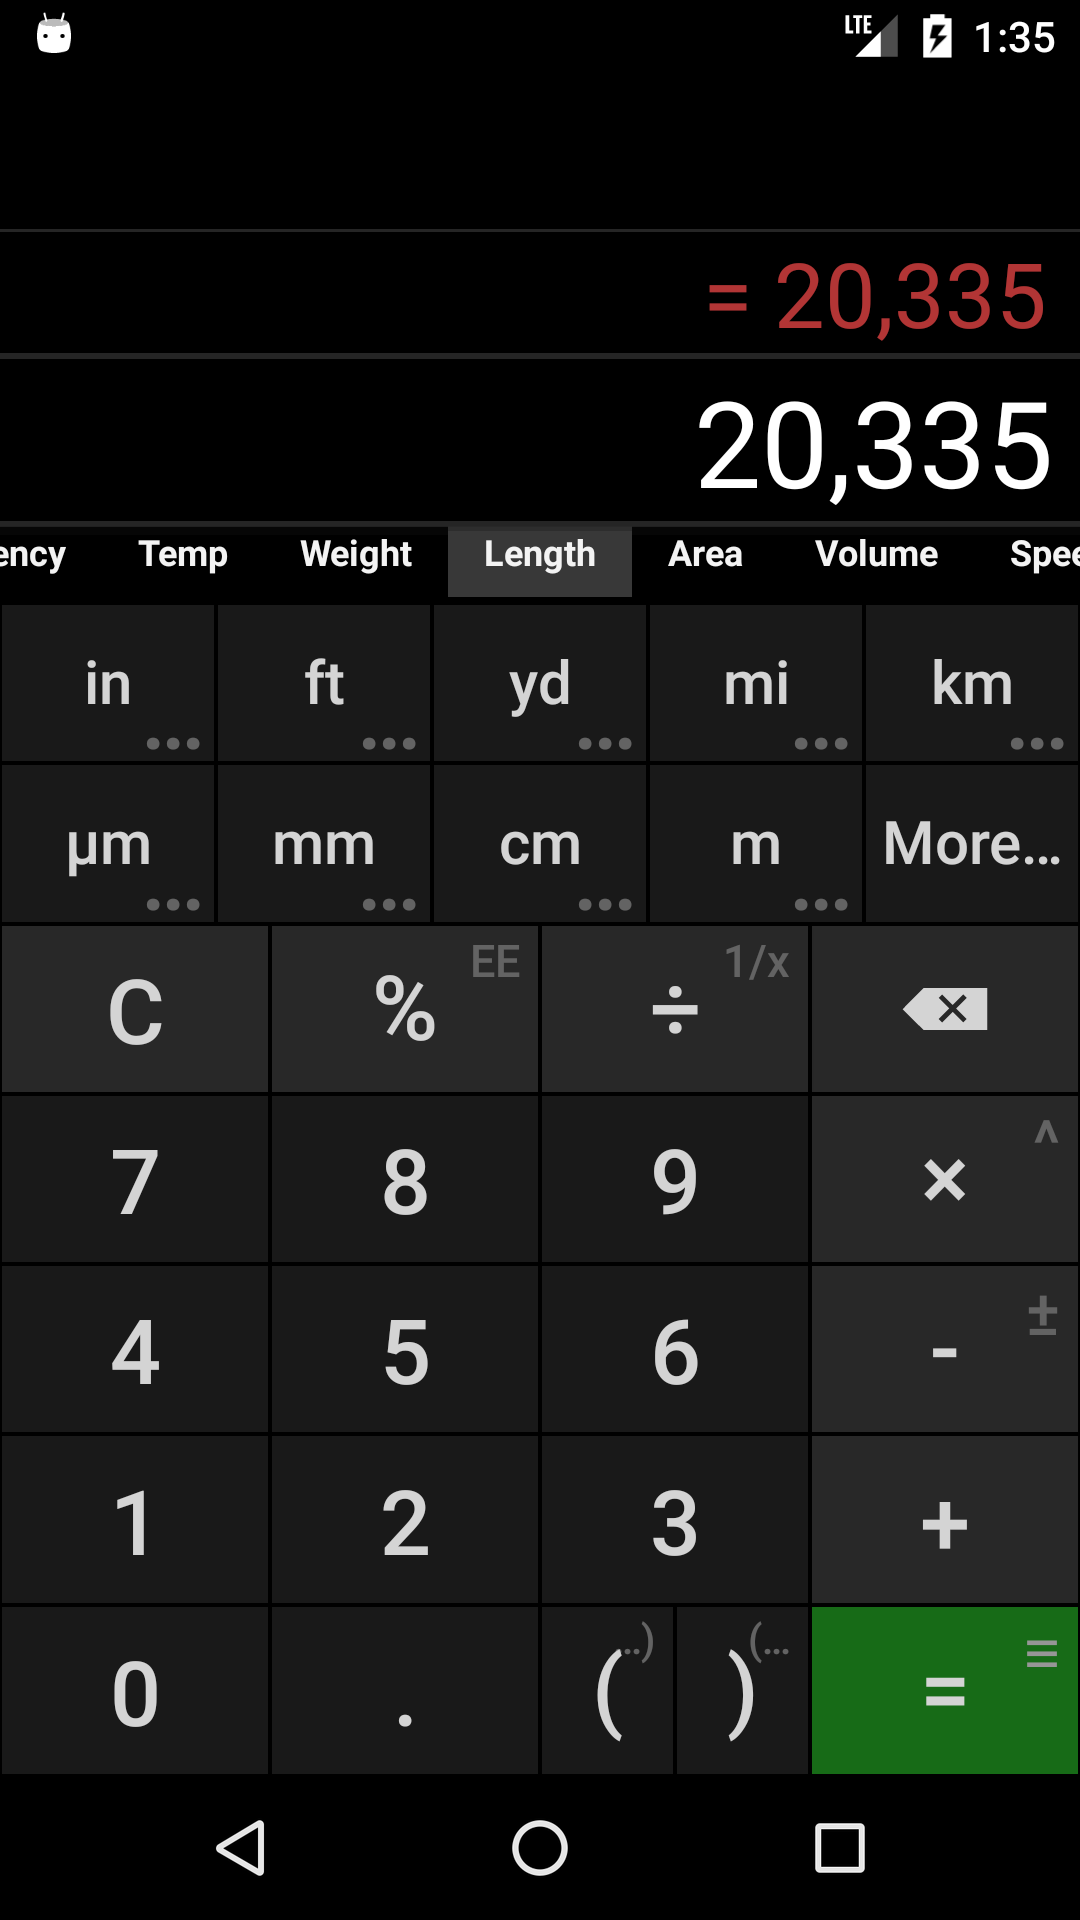 LTE 1:35
= 20,335
20,335
ency Temp Weight Length Area Volume Spee
in ft yd mi km
µm mm cm m More...
C % EE ÷ 1/x
7 8 9 × ^
4 5 6 - ±
1 2 3 +
0 . ( ..) ) (... =